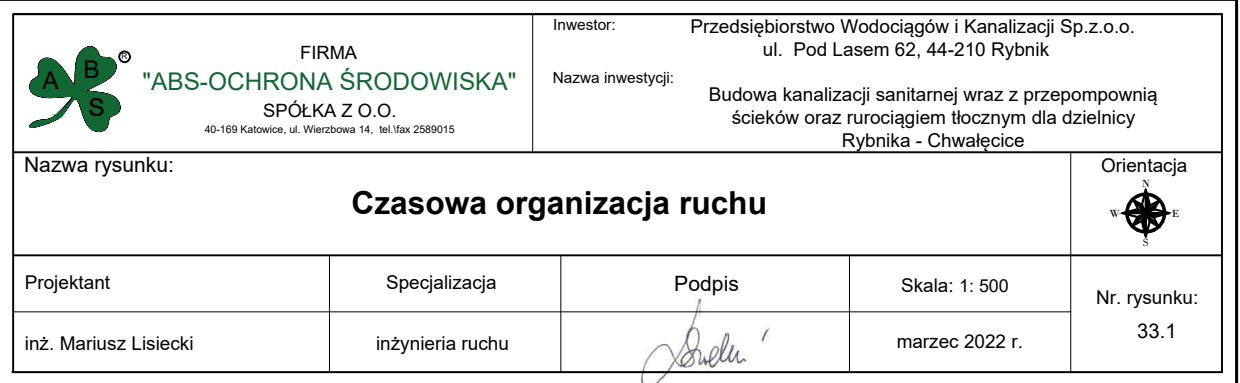 A B S ®
FIRMA
"ABS-OCHRONA ŚRODOWISKA"
SPÓŁKA Z O.O.
40-169 Katowice, ul. Wierzbowa 14, tel.\fax 2589015
Inwestor:
Przedsiębiorstwo Wodociągów i Kanalizacji Sp.z.o.o.
ul. Pod Lasem 62, 44-210 Rybnik
Nazwa inwestycji:
Budowa kanalizacji sanitarnej wraz z przepompownią
ścieków oraz rurociągiem tłocznym dla dzielnicy
Rybnika - Chwałęcice
Nazwa rysunku:
Czasowa organizacja ruchu
Orientacja
N
W E
S
Projektant
Specjalizacja
Podpis
Skala: 1: 500
Nr. rysunku:
33.1
inż. Mariusz Lisiecki
inżynieria ruchu
marzec 2022 r.